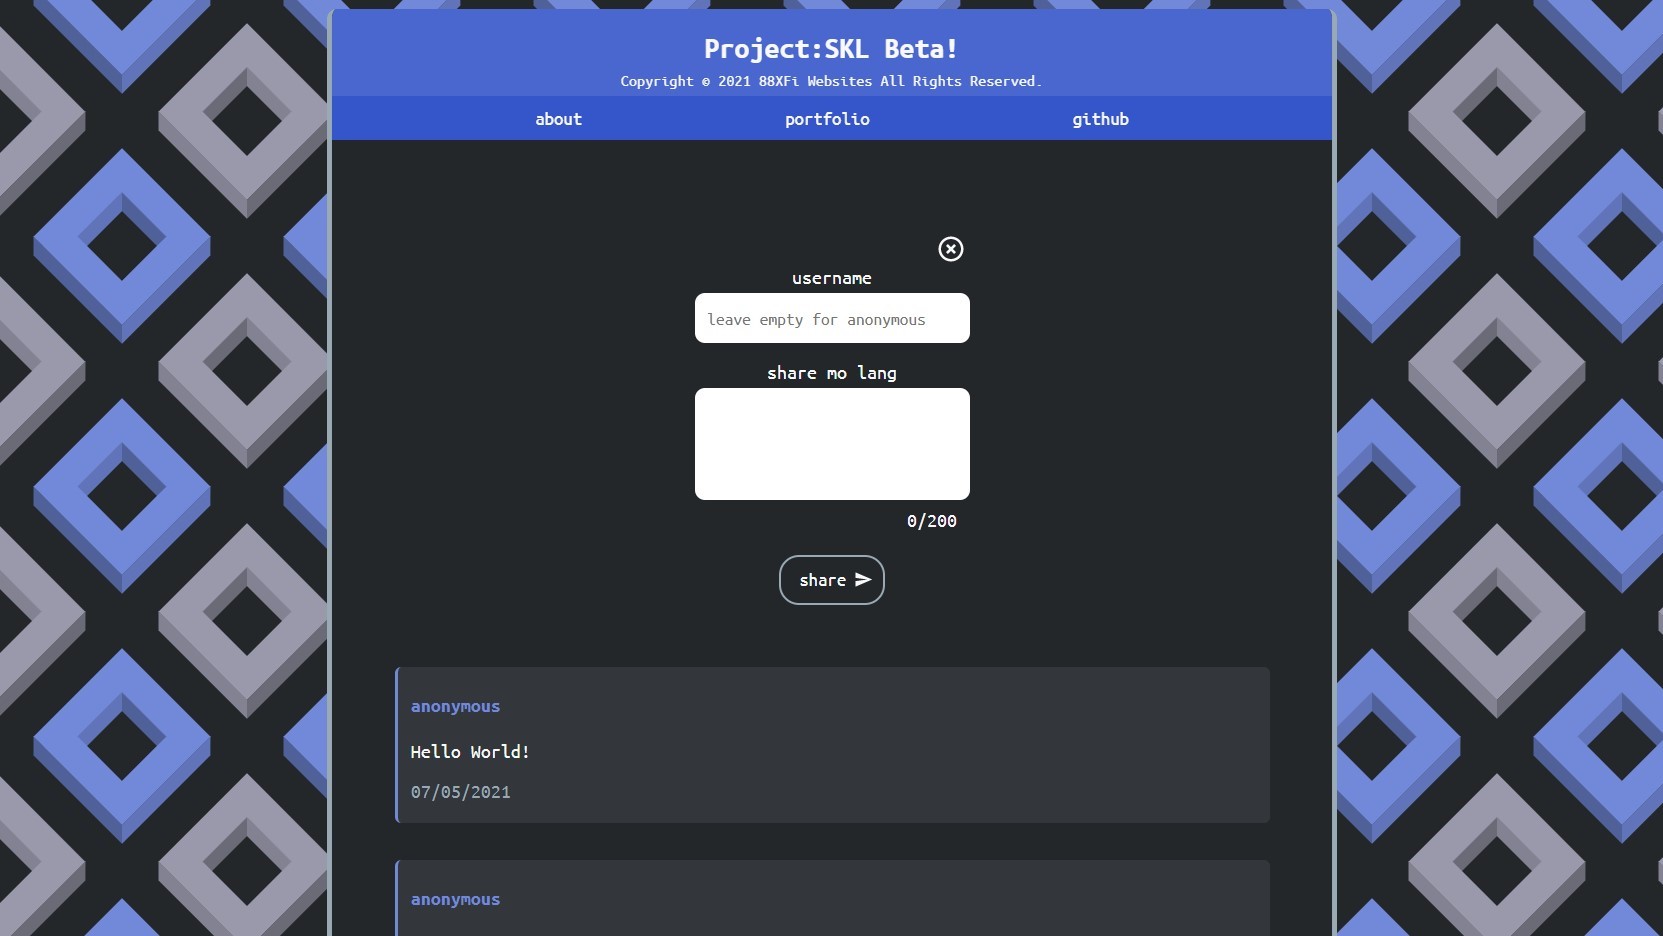 Project:SKL Beta!
Copyright © 2021 88XFi Websites All Rights Reserved.
about portfolio github
username
leave empty for anonymous
share mo lang
0/200
share
anonymous
Hello World!
07/05/2021
anonymous